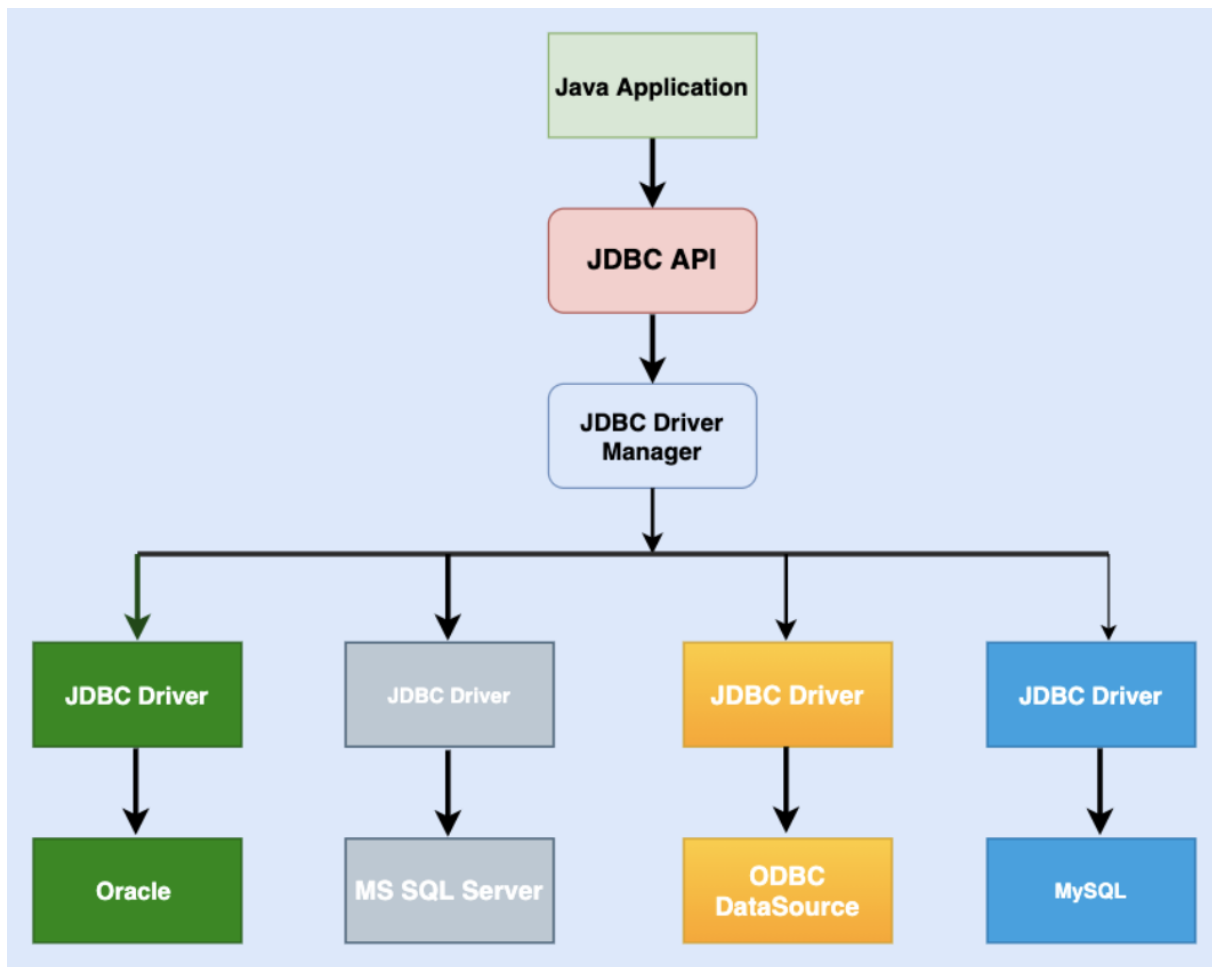 Java Application
JDBC API
JDBC Driver
Manager
JDBC Driver
JDBC Driver
JDBC Driver
JDBC Driver
Oracle
MS SQL Server
ODBC
DataSource
MySQL